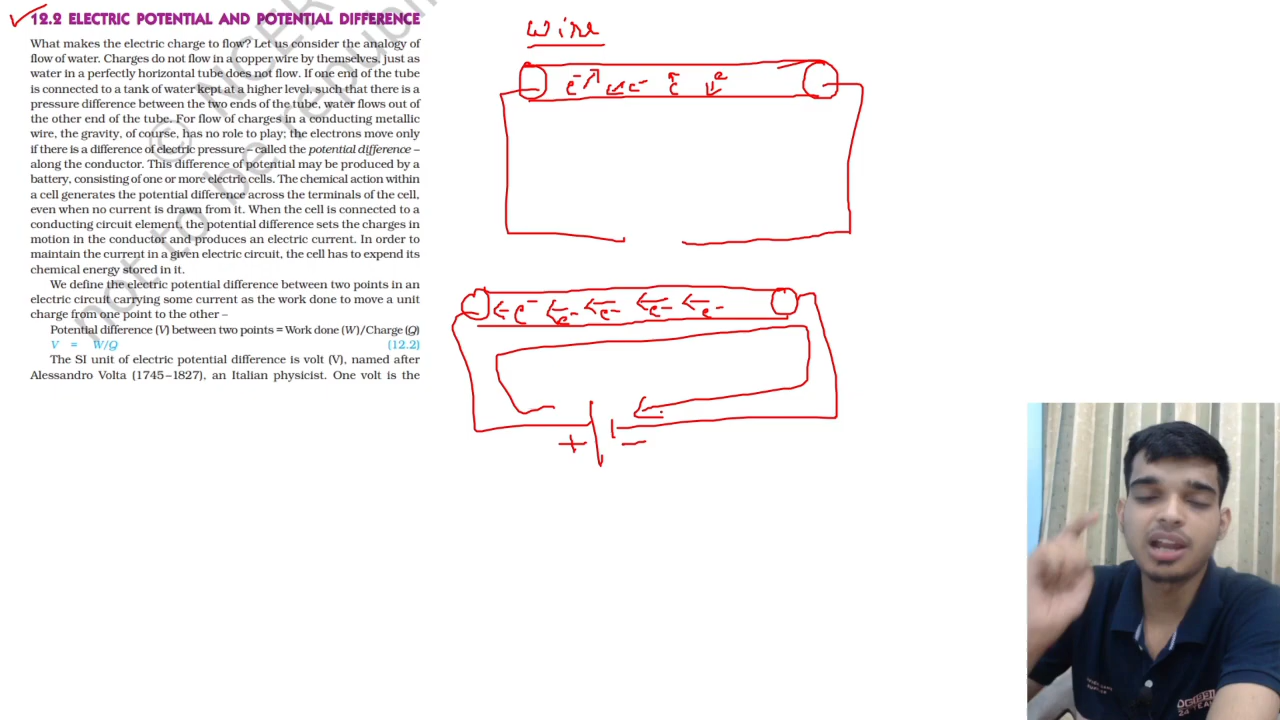 12.2 ELECTRIC POTENTIAL AND POTENTIAL DIFFERENCE
What makes the electric charge to flow? Let us consider the analogy of
flow of water. Charges do not flow in a copper wire by themselves, just as
water in a perfectly horizontal tube does not flow. If one end of the tube
is connected to a tank of water kept at a higher level, such that there is a
pressure difference between the two ends of the tube, water flows out of
the other end of the tube. For flow of charges in a conducting metallic
wire, the gravity, of course, has no role to play; the electrons move only
if there is a difference of electric pressure – called the potential difference –
along the conductor. This difference of potential may be produced by a
battery, consisting of one or more electric cells. The chemical action within
a cell generates the potential difference across the terminals of the cell,
even when no current is drawn from it. When the cell is connected to a
conducting circuit element, the potential difference sets the charges in
motion in the conductor and produces an electric current. In order to
maintain the current in a given electric circuit, the cell has to expend its
chemical energy stored in it.
We define the electric potential difference between two points in an
electric circuit carrying some current as the work done to move a unit
charge from one point to the other –
Potential difference (V) between two points = Work done (W)/Charge (Q)
V = W/Q (12.2)
The SI unit of electric potential difference is volt (V), named after
Alessandro Volta (1745–1827), an Italian physicist. One volt is the
© NCER
not to be republi
wire
e- e- e- e
e- e- e- e- e-
+ −